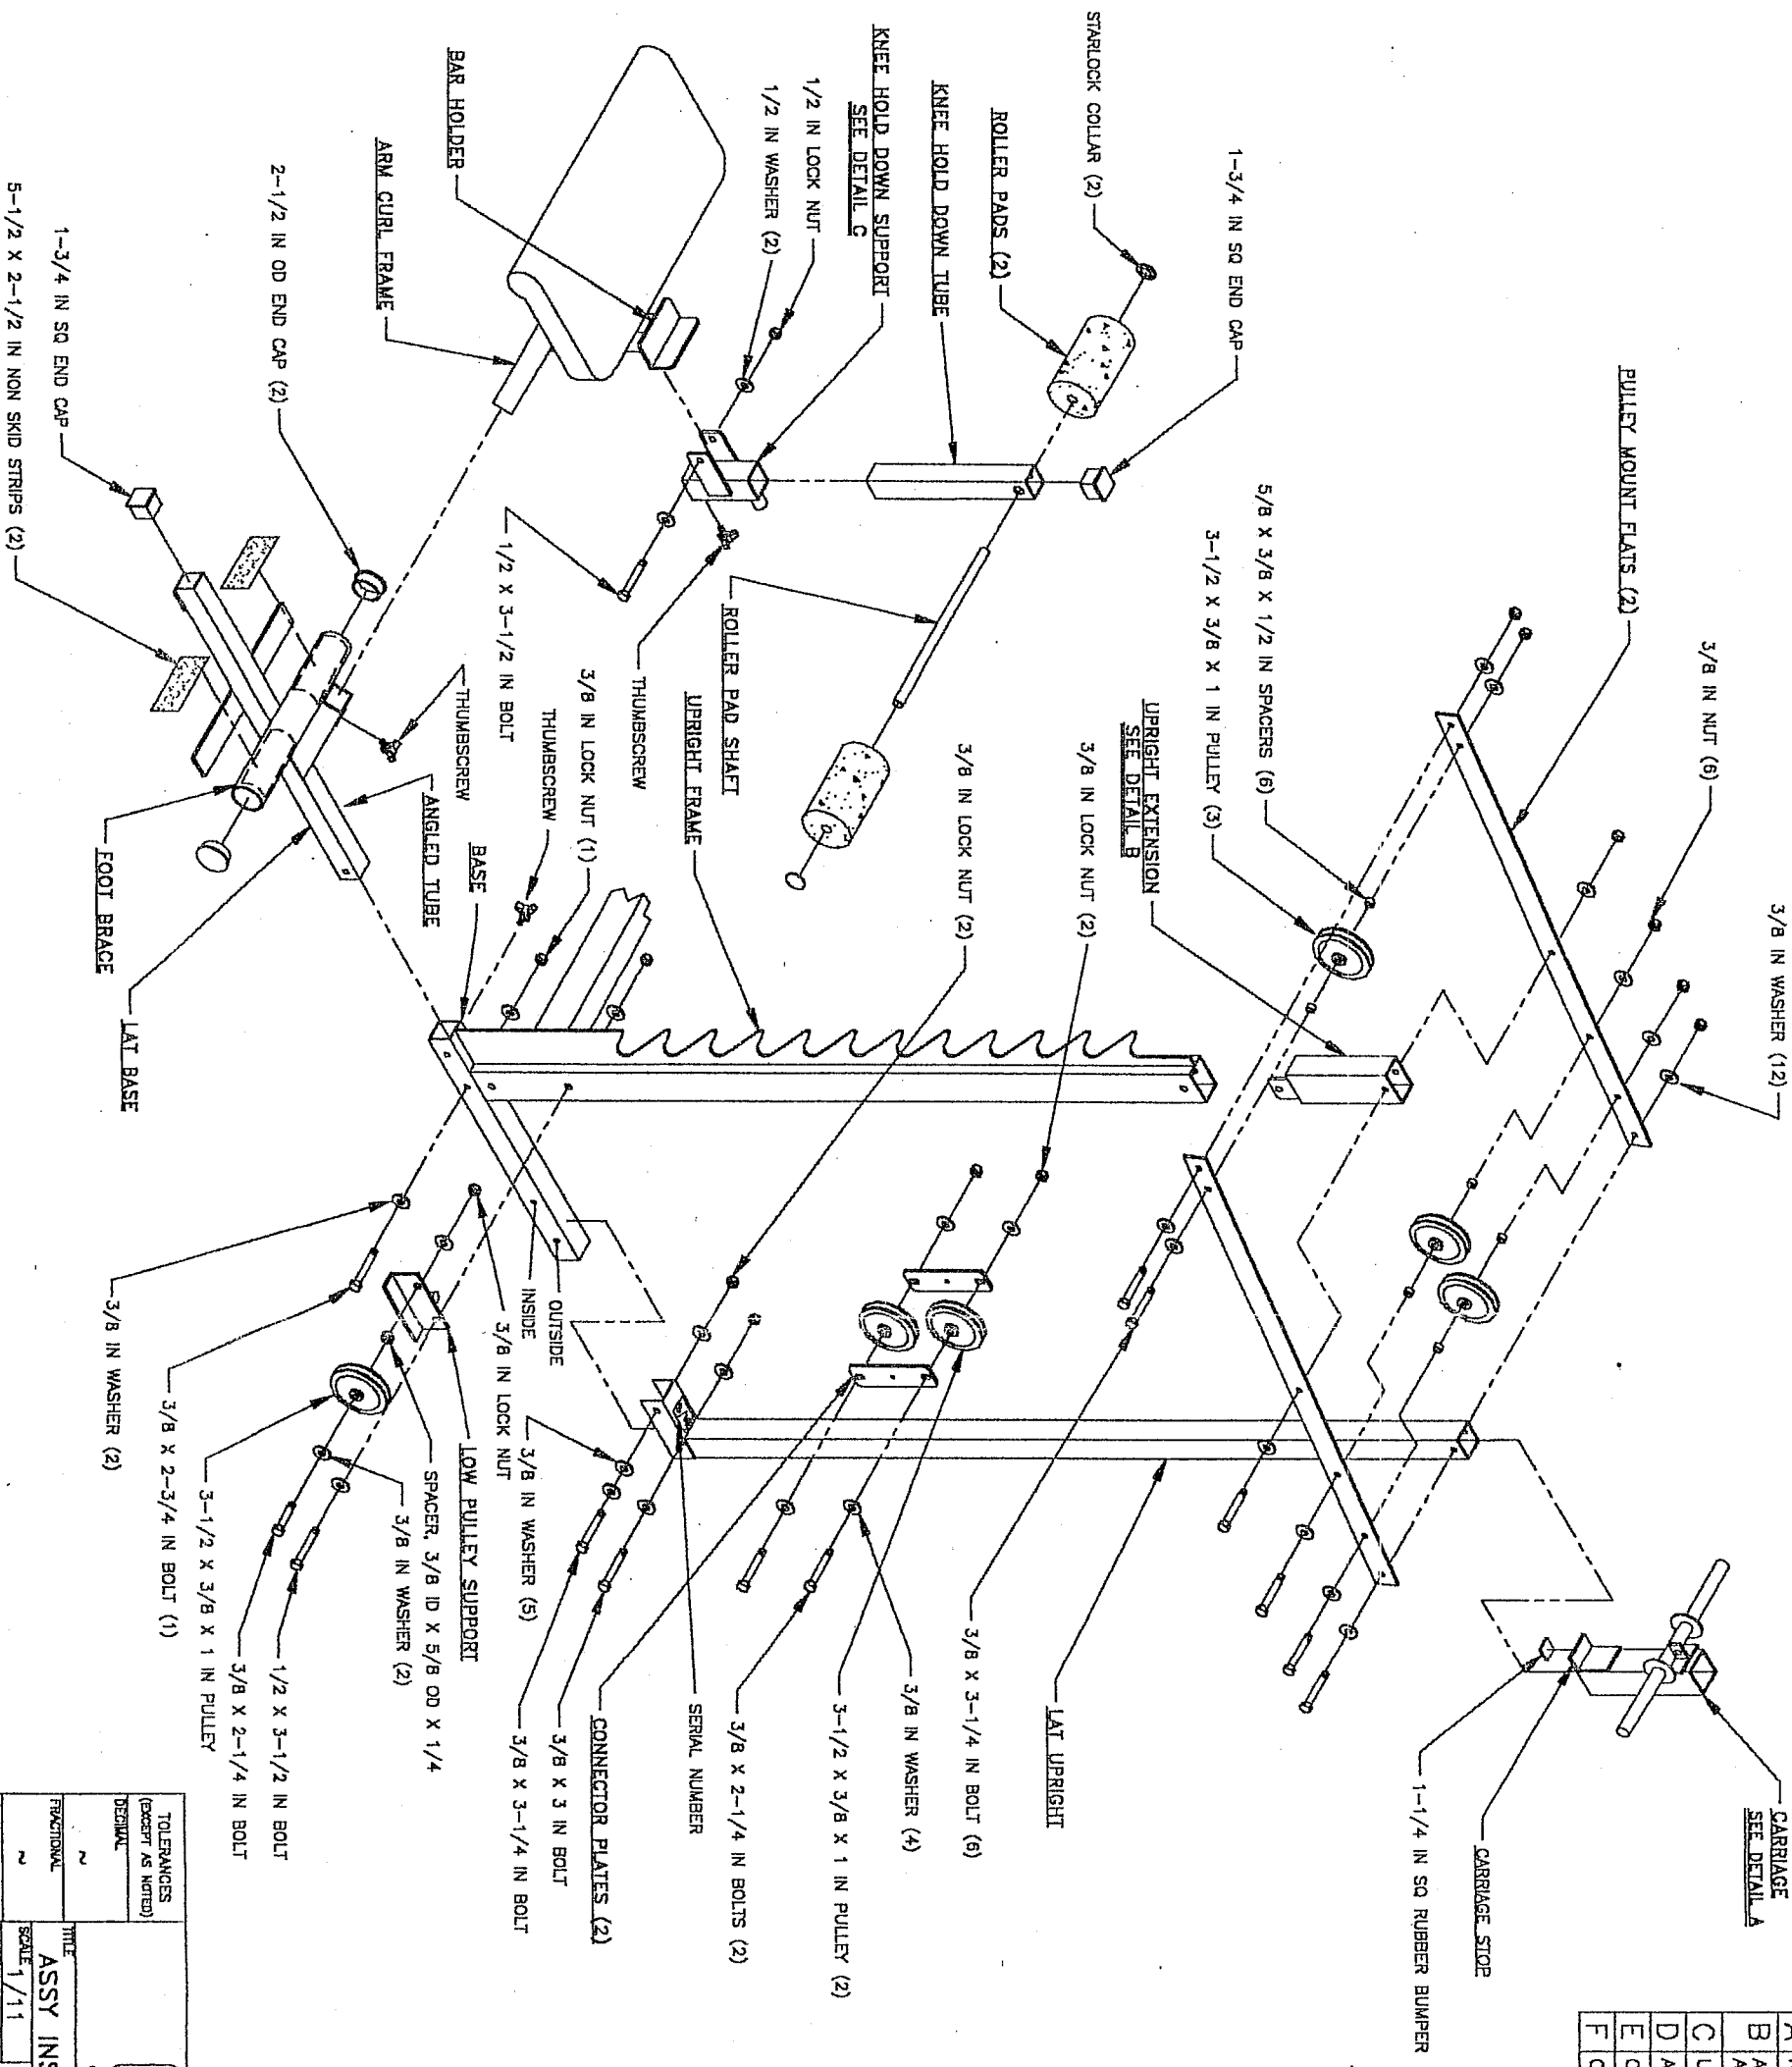 STARLOCK COLLAR (2)
ROLLER PADS (2)
KNEE HOLD DOWN TUBE
KNEE HOLD DOWN SUPPORT
SEE DETAIL C
1/2 IN LOCK NUT
1/2 IN WASHER (2)
BAR HOLDER
ARM CURL FRAME
2-1/2 IN OD END CAP (2)
1-3/4 IN SQ END CAP
5-1/2 X 2-1/2 IN NON SKID STRIPS (2)
1-3/4 IN SQ END CAP
PULLEY MOUNT FLATS (2)
3/8 IN NUT (6)
3/8 IN WASHER (12)
5/8 X 3/8 X 1/2 IN SPACERS (6)
3-1/2 X 3/8 X 1 IN PULLEY (3)
UPRIGHT EXTENSION
SEE DETAIL B
3/8 IN LOCK NUT (2)
3/8 IN LOCK NUT (2)
ROLLER PAD SHAFT
UPRIGHT FRAME
THUMBSCREW
3/8 IN LOCK NUT (1)
THUMBSCREW
1/2 X 3-1/2 IN BOLT
THUMBSCREW
BASE
ANGLED TUBE
FOOT BRACE
LAT BASE
CARRIAGE
SEE DETAIL A
CARRIAGE STOP
1-1/4 IN SQ RUBBER BUMPER
LAT UPRIGHT
3/8 X 3-1/4 IN BOLT (6)
3/8 IN WASHER (4)
3-1/2 X 3/8 X 1 IN PULLEY (2)
3/8 X 2-1/4 IN BOLTS (2)
SERIAL NUMBER
CONNECTOR PLATES (2)
3/8 X 3 IN BOLT
3/8 X 3-1/4 IN BOLT
OUTSIDE
INSIDE
3/8 IN WASHER (5)
3/8 IN LOCK NUT
LOW PULLEY SUPPORT
SPACER, 3/8 ID X 5/8 OD X 1/4
3/8 IN WASHER (2)
1/2 X 3-1/2 IN BOLT
3/8 X 2-1/4 IN BOLT
3-1/2 X 3/8 X 1 IN PULLEY
3/8 X 2-3/4 IN BOLT (1)
3/8 IN WASHER (2)
B A
C L
D A
E C
F C
TOLERANCES
(EXCEPT AS NOTED)
DECIMAL
~
FRACTIONAL
~
TITLE
ASSY INS
SCALE 1/11